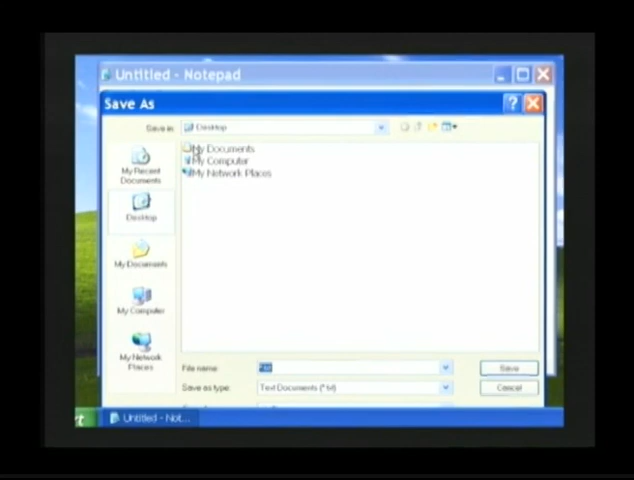 Untitled - Notepad
Save As
Save in:
Desktop
My Documents
My Computer
My Network Places
My Recent
Documents
Desktop
My Documents
My Computer
My Network
Places
File name:
*.txt
Save
Save as type:
Text Documents (*.txt)
Cancel
Untitled - Not...